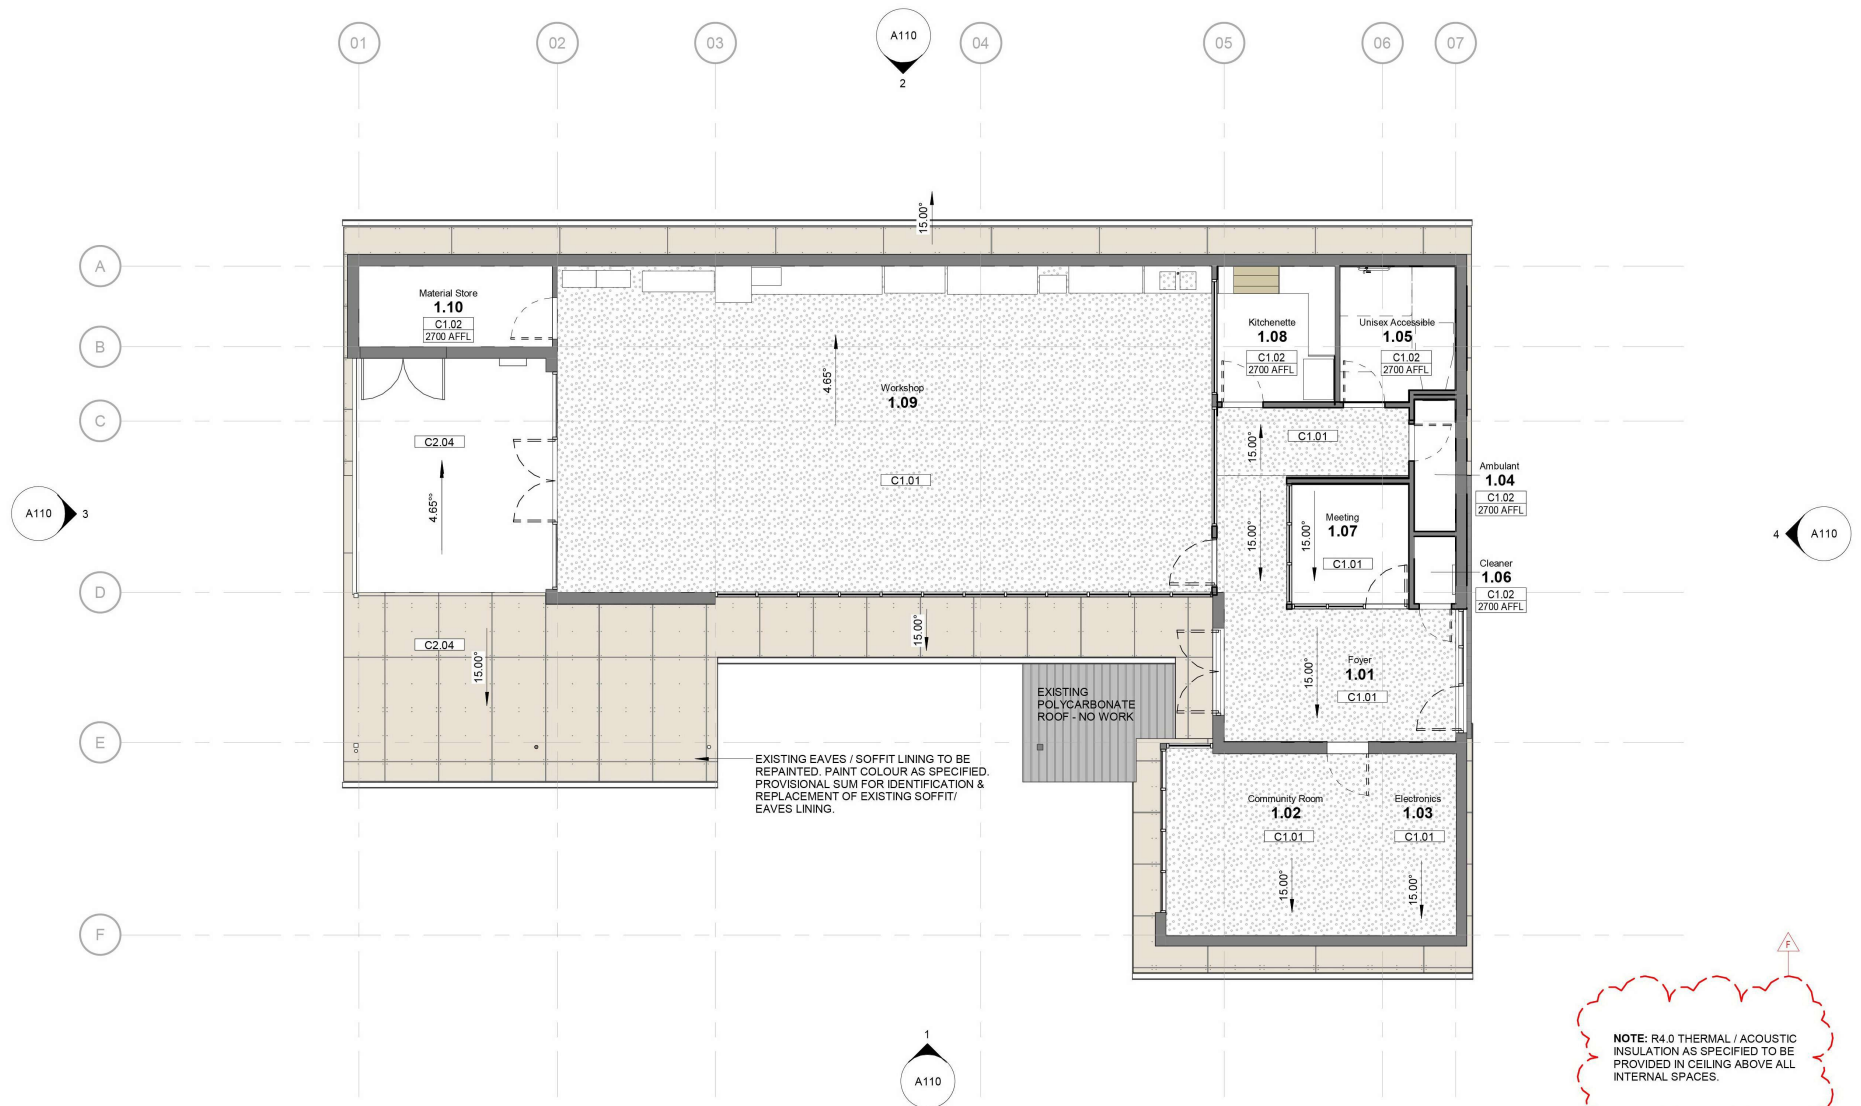 01
02
03
A110
2
04
05
06
07
15.00°
A
Material Store
1.10
C1.02
2700 AFFL
B
Kitchenette
1.08
C1.02
2700 AFFL
Unisex Accessible
1.05
C1.02
2700 AFFL
4.65°
Workshop
1.09
C
C2.04
15.00°
C1.01
4.65°
C1.01
Ambulant
1.04
C1.02
2700 AFFL
A110
3
15.00°
15.00°
Meeting
1.07
C1.01
4
A110
Cleaner
1.06
C1.02
2700 AFFL
D
C2.04
15.00°
15.00°
15.00°
Foyer
1.01
C1.01
EXISTING
POLYCARBONATE
ROOF - NO WORK
E
EXISTING EAVES / SOFFIT LINING TO BE
REPAINTED. PAINT COLOUR AS SPECIFIED.
PROVISIONAL SUM FOR IDENTIFICATION &
REPLACEMENT OF EXISTING SOFFIT/
EAVES LINING.
Community Room
1.02
C1.01
Electronics
1.03
C1.01
15.00°
15.00°
F
F
1
A110
NOTE: R4.0 THERMAL / ACOUSTIC
INSULATION AS SPECIFIED TO BE
PROVIDED IN CEILING ABOVE ALL
INTERNAL SPACES.